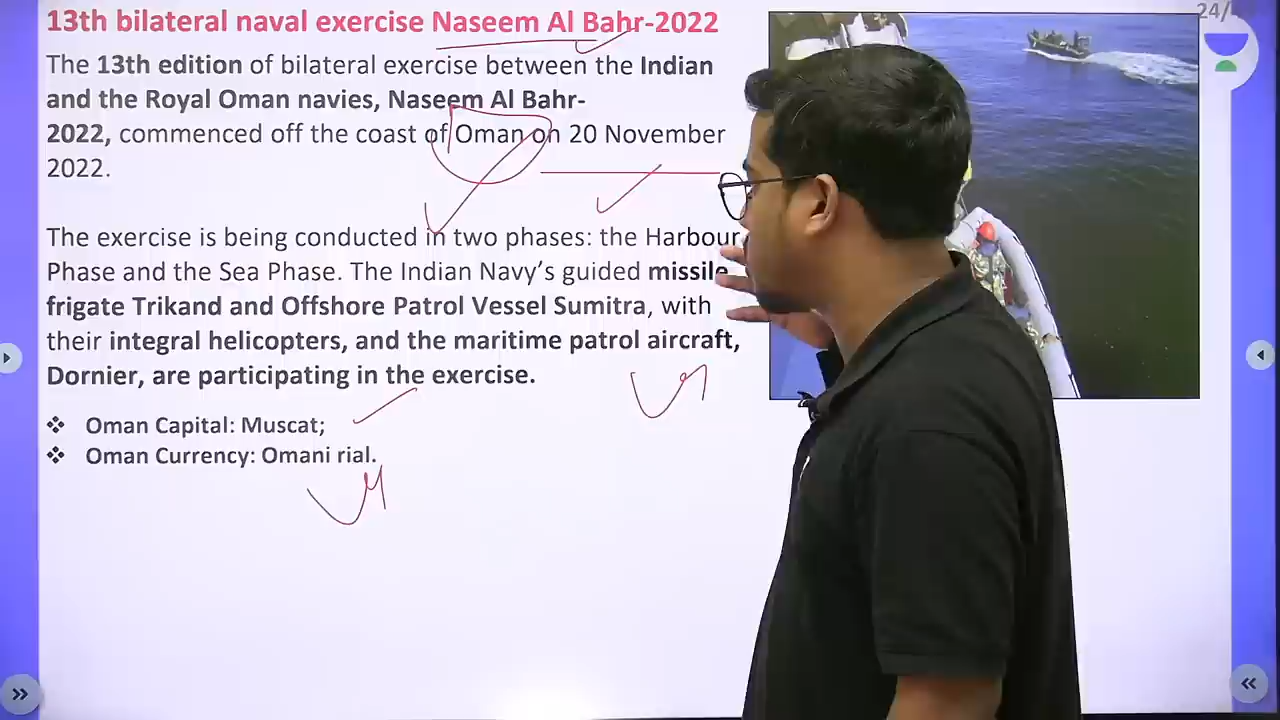 24/
13th bilateral naval exercise Naseem Al Bahr-2022
The 13th edition of bilateral exercise between the Indian
and the Royal Oman navies, Naseem Al Bahr-
2022, commenced off the coast of Oman on 20 November
2022.
The exercise is being conducted in two phases: the Harbour
Phase and the Sea Phase. The Indian Navy’s guided missile
frigate Trikand and Offshore Patrol Vessel Sumitra, with
their integral helicopters, and the maritime patrol aircraft,
Dornier, are participating in the exercise.
❖ Oman Capital: Muscat;
❖ Oman Currency: Omani rial.